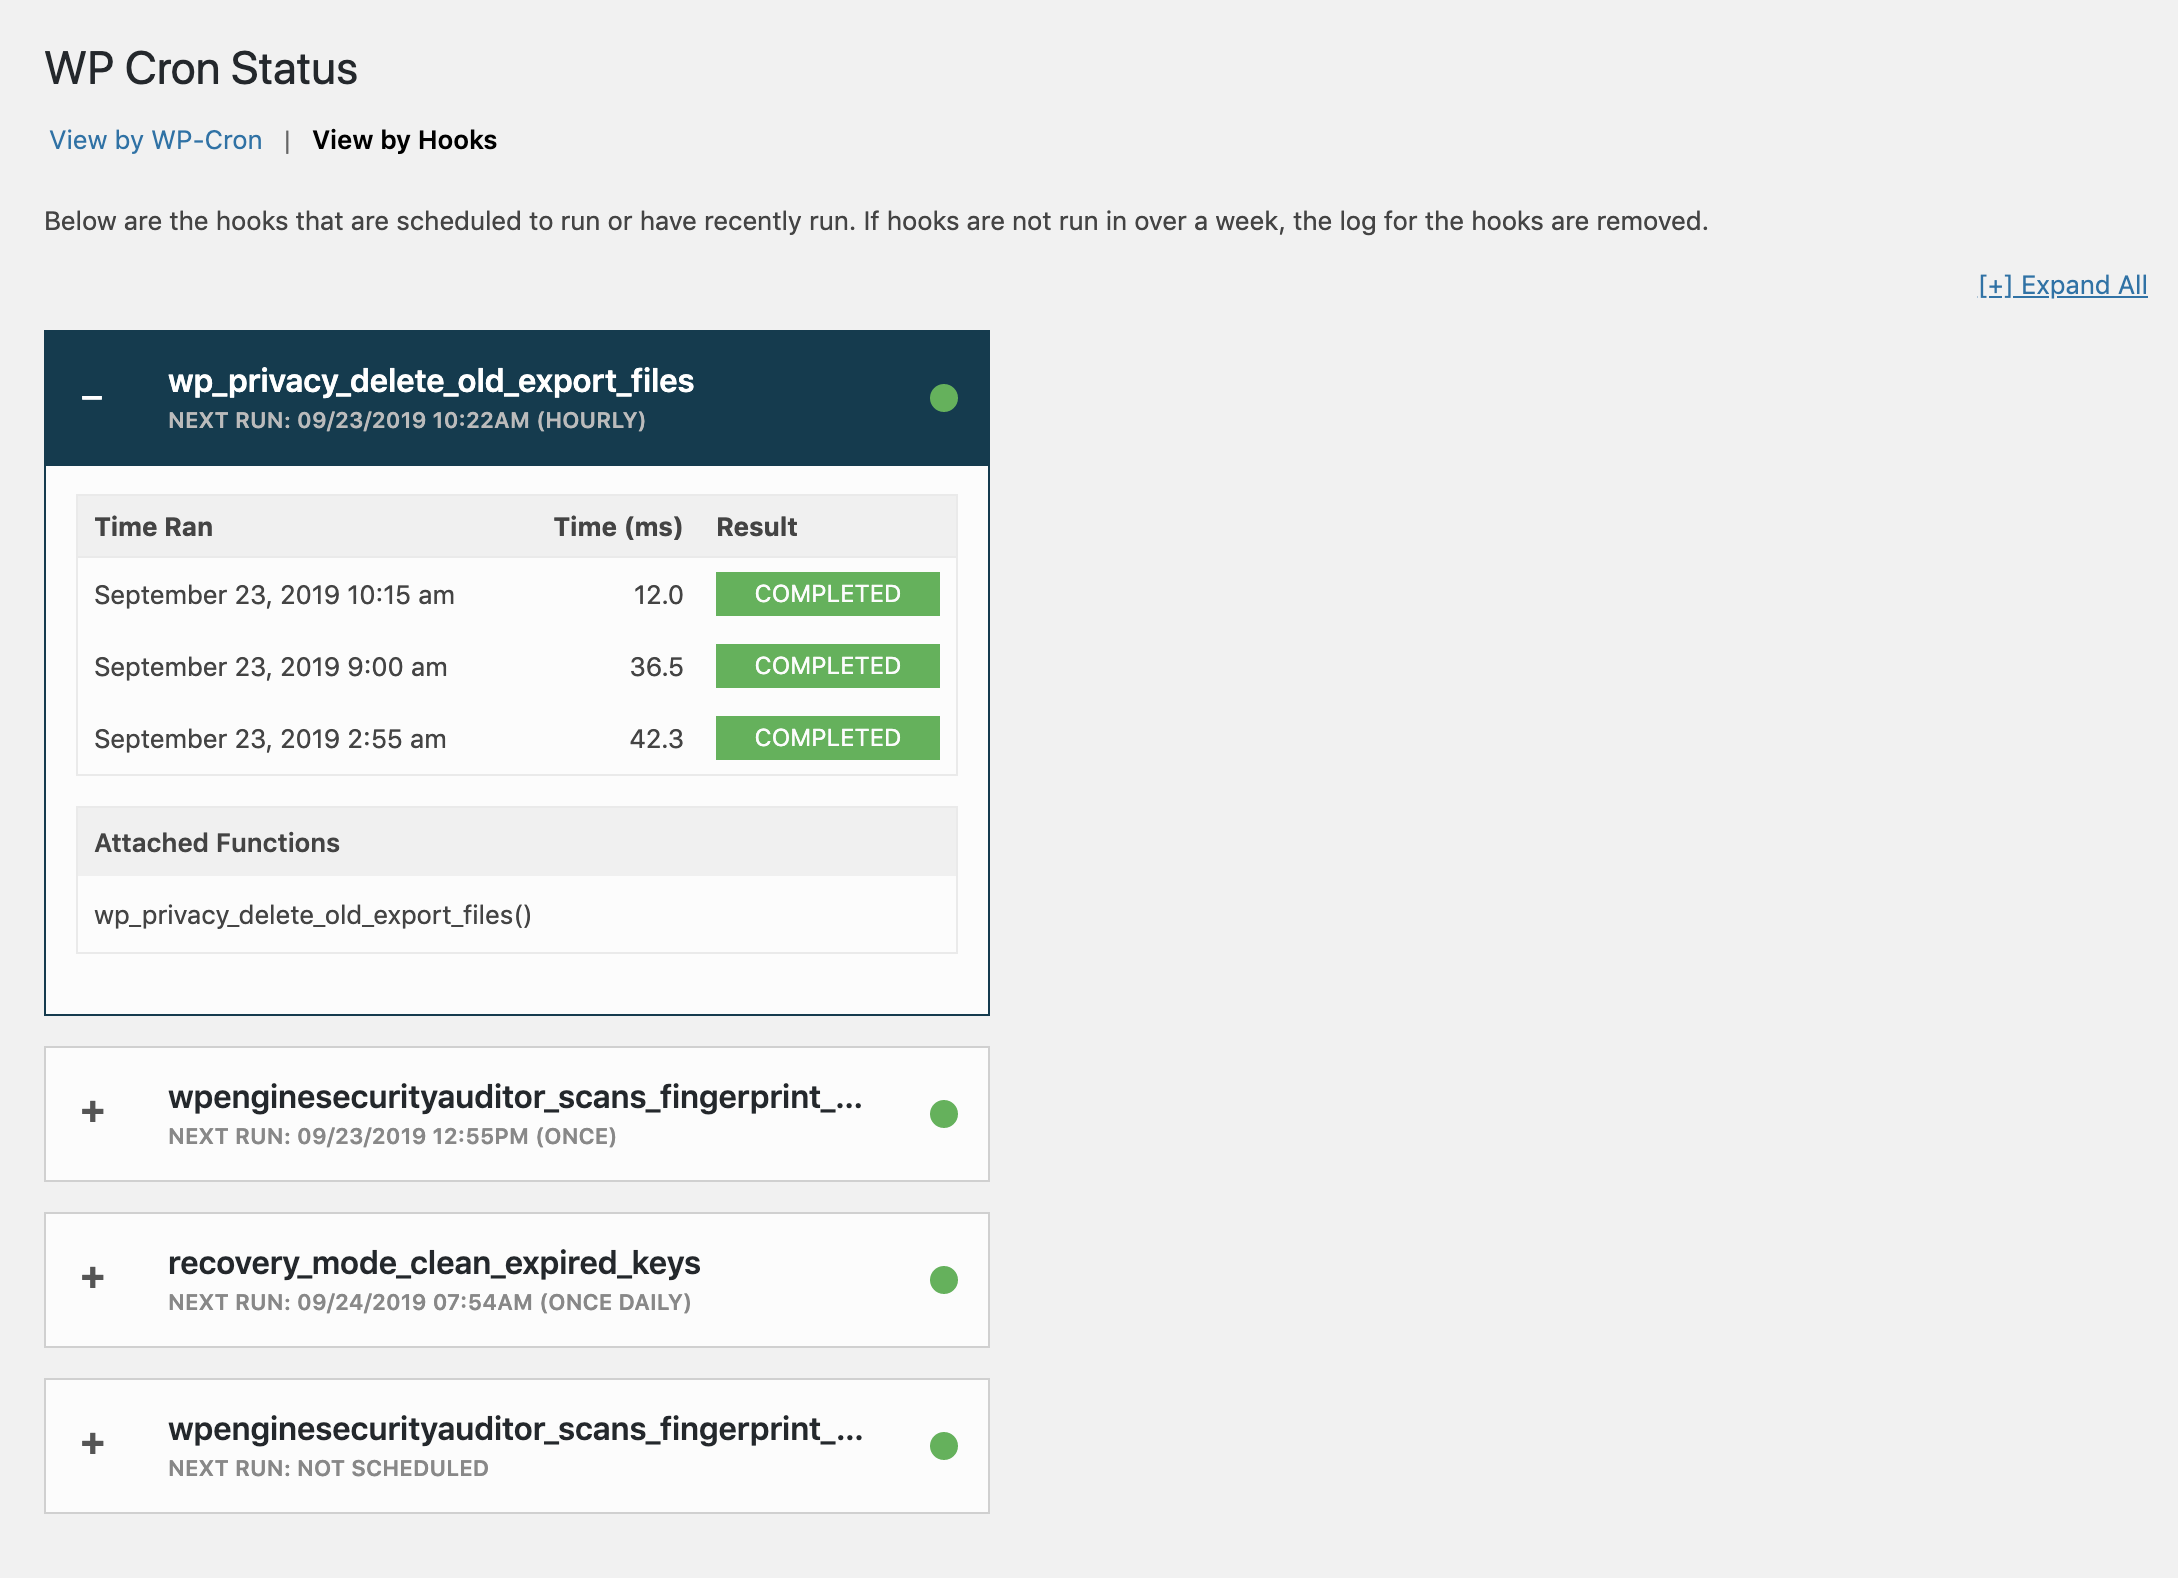 WP Cron Status
View by WP-Cron | View by Hooks
Below are the hooks that are scheduled to run or have recently run. If hooks are not run in over a week, the log for the hooks are removed.
[+] Expand All
− wp_privacy_delete_old_export_files
NEXT RUN: 09/23/2019 10:22AM (HOURLY)
Time Ran Time (ms) Result
September 23, 2019 10:15 am 12.0 COMPLETED
September 23, 2019 9:00 am 36.5 COMPLETED
September 23, 2019 2:55 am 42.3 COMPLETED
Attached Functions
wp_privacy_delete_old_export_files()
+ wpenginesecurityauditor_scans_fingerprint_...
NEXT RUN: 09/23/2019 12:55PM (ONCE)
+ recovery_mode_clean_expired_keys
NEXT RUN: 09/24/2019 07:54AM (ONCE DAILY)
+ wpenginesecurityauditor_scans_fingerprint_...
NEXT RUN: NOT SCHEDULED